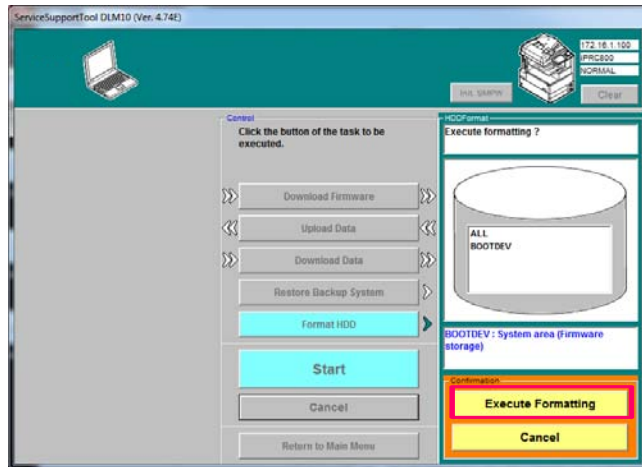 ServiceSupportTool DLM10 (Ver. 4.74E)
172.16.1.100
iPRC800
NORMAL
Init. SMPW
Clear
Control
Click the button of the task to be
executed.
Download Firmware
Upload Data
Download Data
Restore Backup System
Format HDD
Start
Cancel
Return to Main Menu
HDDFormat
Execute formatting ?
ALL
BOOTDEV
BOOTDEV : System area (Firmware
storage)
Confirmation
Execute Formatting
Cancel